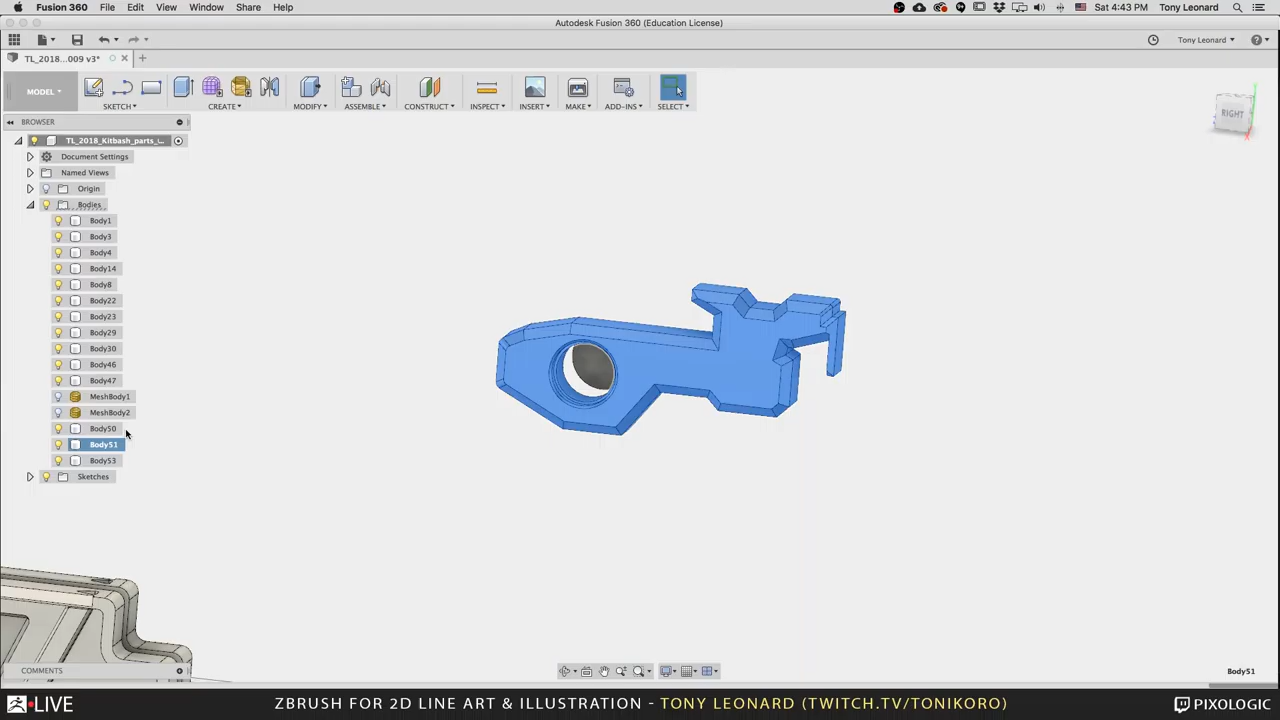 Fusion 360 File Edit View Window Share Help Sat 4:43 PM Tony Leonard
Autodesk Fusion 360 (Education License)
Tony Leonard
TL_2018...009 v3*
MODEL SKETCH CREATE MODIFY ASSEMBLE CONSTRUCT INSPECT INSERT MAKE ADD-INS SELECT
RIGHT
BROWSER
TL_2018_Kitbash_parts_i...
Document Settings
Named Views
Origin
Bodies
Body1
Body3
Body4
Body14
Body8
Body22
Body23
Body29
Body30
Body46
Body47
MeshBody1
MeshBody2
Body50
Body51
Body53
Sketches
COMMENTS
Body51
LIVE
ZBRUSH FOR 2D LINE ART & ILLUSTRATION - TONY LEONARD (TWITCH.TV/TONIKORO)
PIXOLOGIC